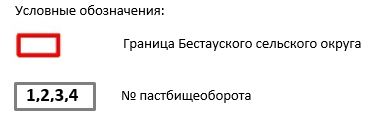 Условные обозначения:
Граница Бестауского сельского округа
1,2,3,4 № пастбищеоборота